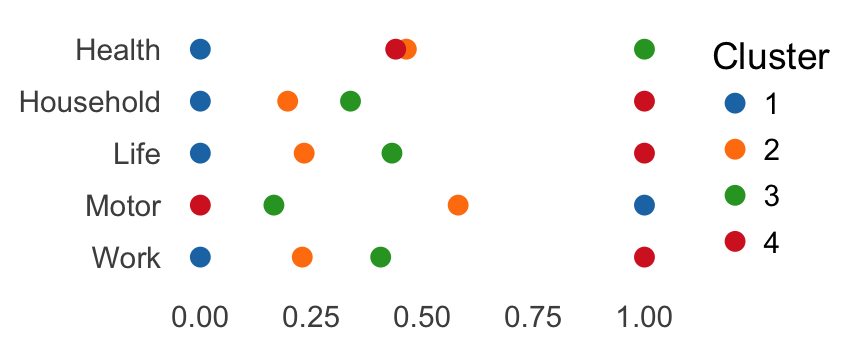 Health
Household
Life
Motor
Work
0.00 0.25 0.50 0.75 1.00
Cluster
1
2
3
4